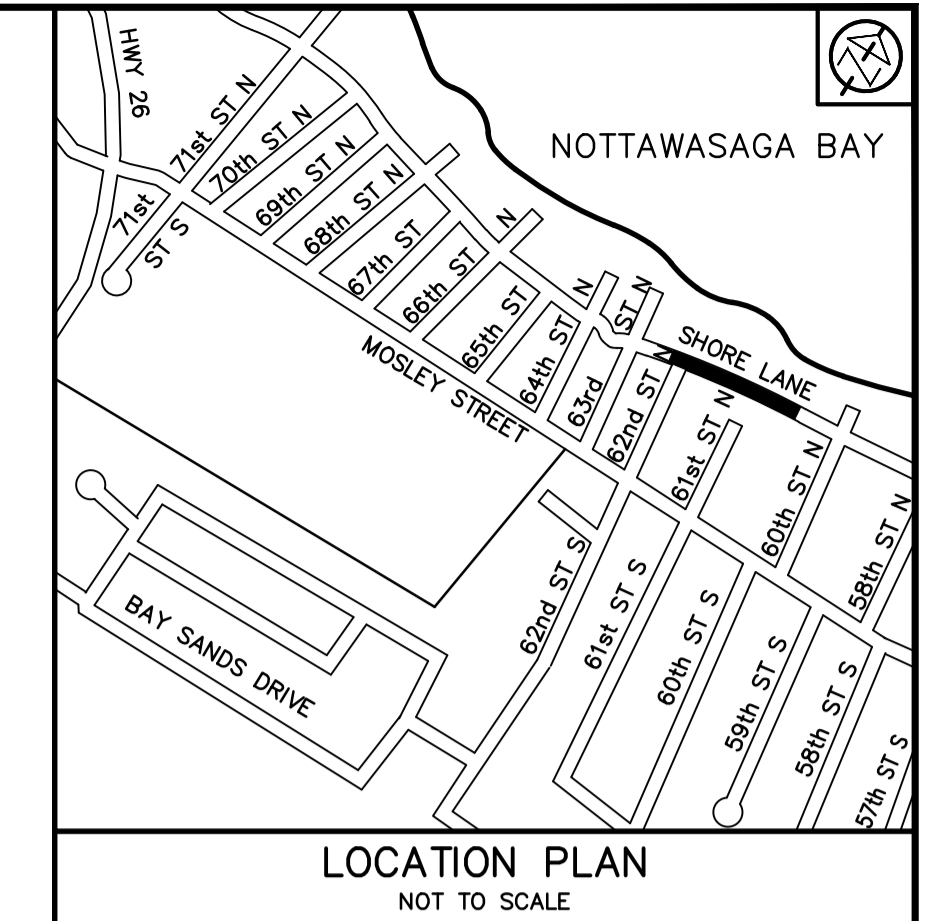 HWY 26
NOTTAWASAGA BAY
71st ST N
70th ST N
69th ST N
68th ST N
67th ST
N
66th ST
N
65th ST
N
64th ST
N
63rd
ST N
62nd ST N
61st ST N
60th ST N
58th ST N
71st
ST S
SHORE LANE
MOSLEY STREET
62nd ST S
61st ST S
60th ST S
59th ST S
58th ST S
57th ST S
BAY SANDS DRIVE
LOCATION PLAN
NOT TO SCALE